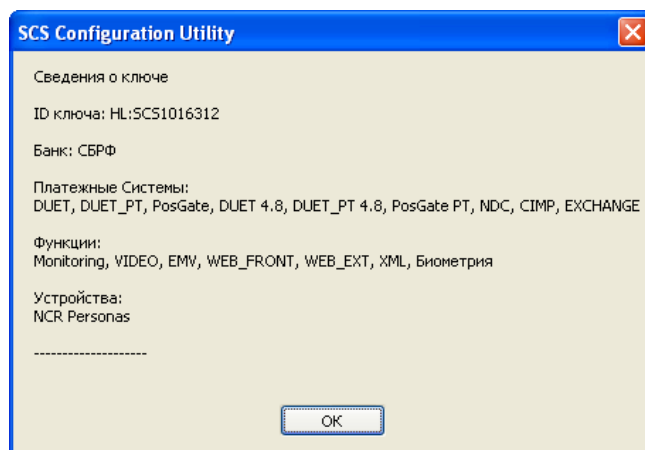 SCS Configuration Utility
Сведения о ключе
ID ключа: HL:SCS1016312
Банк: СБРФ
Платежные Системы:
DUET, DUET_PT, PosGate, DUET 4.8, DUET_PT 4.8, PosGate PT, NDC, CIMP, EXCHANGE
Функции:
Monitoring, VIDEO, EMV, WEB_FRONT, WEB_EXT, XML, Биометрия
Устройства:
NCR Personas
--------------------
OK